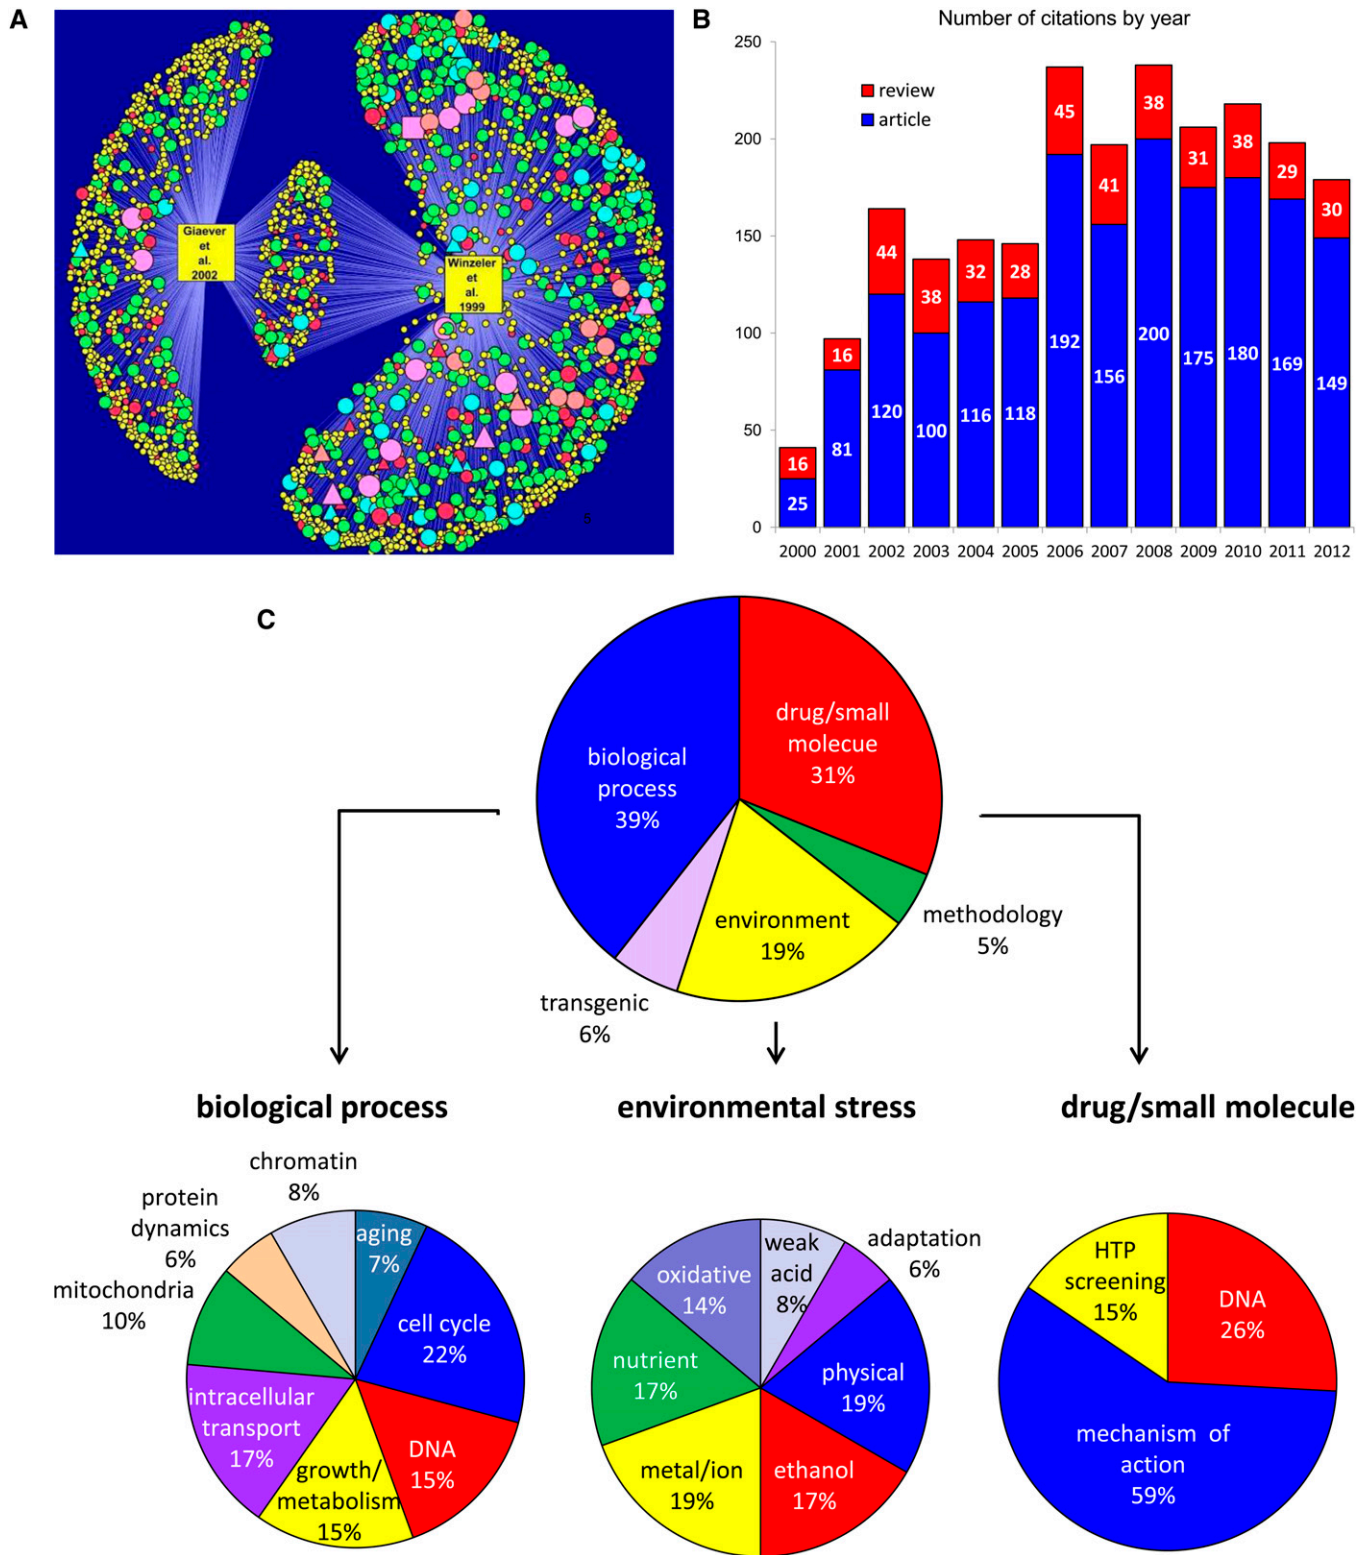 A
Giaever
et
al.
2002
Winzeler
et
al.
1999
5
B
Number of citations by year
250
200
150
100
50
0
review
article
16
25
16
81
44
120
38
100
32
116
28
118
45
192
41
156
38
200
31
175
38
180
29
169
30
149
2000 2001 2002 2003 2004 2005 2006 2007 2008 2009 2010 2011 2012
C
drug/small
molecue
31%
biological
process
39%
methodology
5%
environment
19%
transgenic
6%
biological process
environmental stress
drug/small molecule
chromatin
8%
protein
dynamics
6%
mitochondria
10%
aging
7%
cell cycle
22%
intracellular
transport
17%
DNA
15%
growth/
metabolism
15%
weak
acid
8%
adaptation
6%
oxidative
14%
physical
19%
nutrient
17%
metal/ion
19%
ethanol
17%
HTP
screening
15%
DNA
26%
mechanism of
action
59%